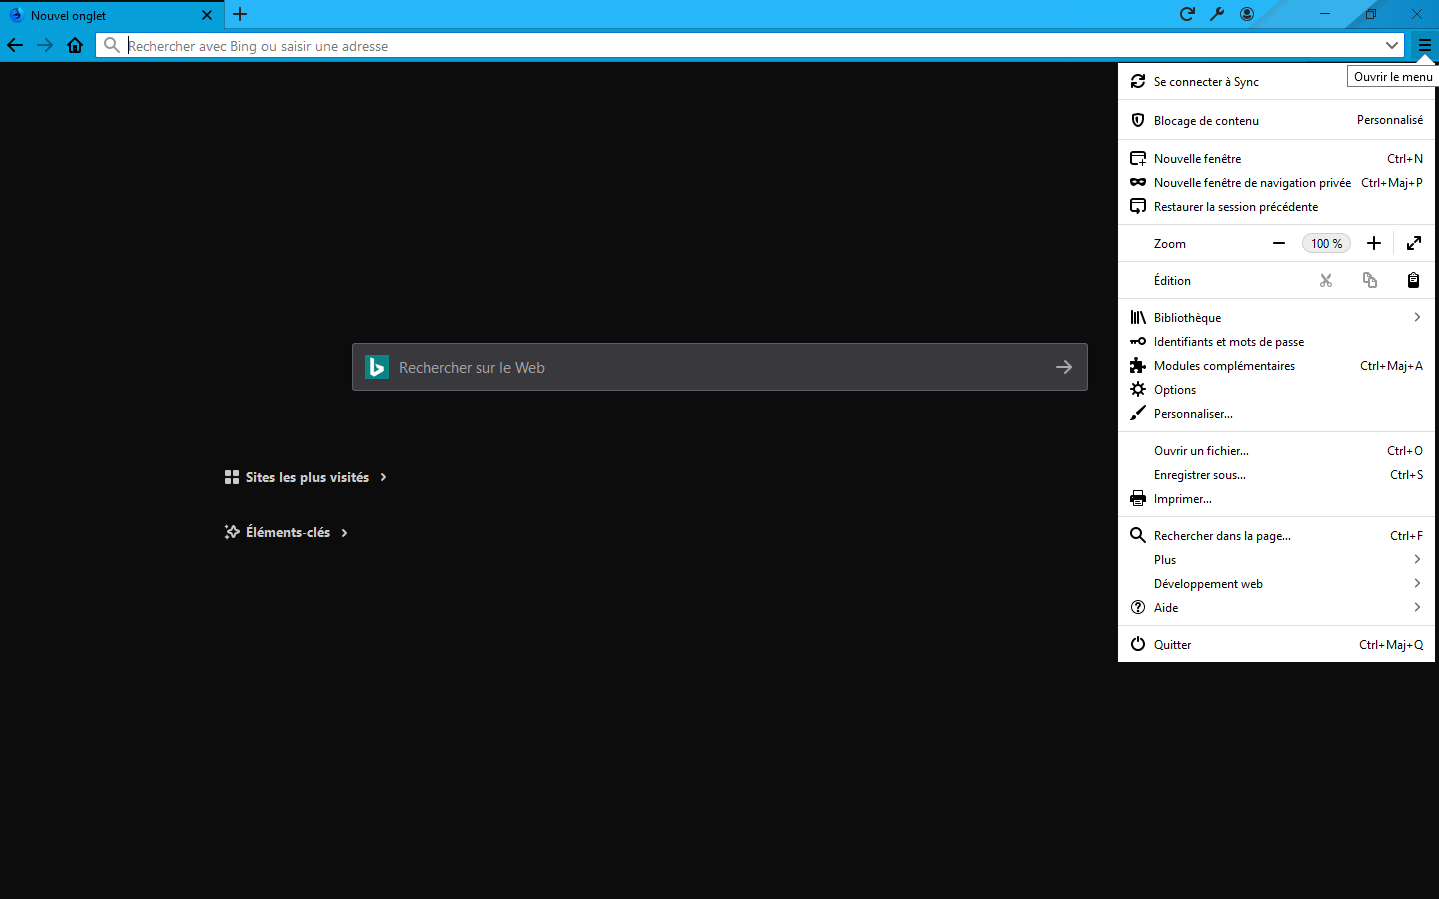 Nouvel onglet
Rechercher avec Bing ou saisir une adresse
Ouvrir le menu
Se connecter à Sync
Blocage de contenu Personnalisé
Nouvelle fenêtre Ctrl+N
Nouvelle fenêtre de navigation privée Ctrl+Maj+P
Restaurer la session précédente
Zoom 100 %
Édition
Bibliothèque
Identifiants et mots de passe
Modules complémentaires Ctrl+Maj+A
Options
Personnaliser...
Ouvrir un fichier... Ctrl+O
Enregistrer sous... Ctrl+S
Imprimer...
Rechercher dans la page... Ctrl+F
Plus
Développement web
Aide
Quitter Ctrl+Maj+Q
Rechercher sur le Web
Sites les plus visités
Éléments-clés